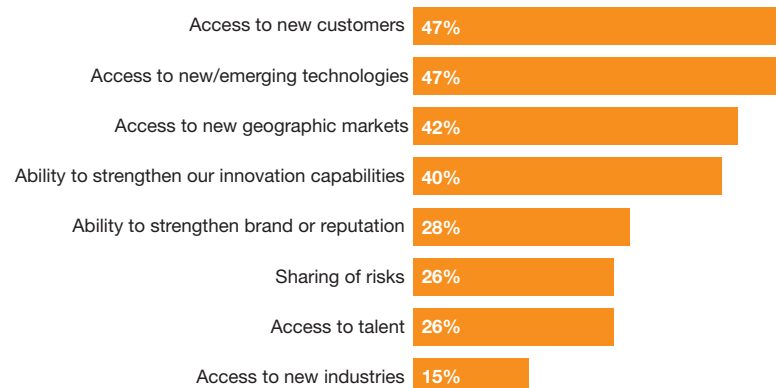 Access to new customers 47%
Access to new/emerging technologies 47%
Access to new geographic markets 42%
Ability to strengthen our innovation capabilities 40%
Ability to strengthen brand or reputation 28%
Sharing of risks 26%
Access to talent 26%
Access to new industries 15%